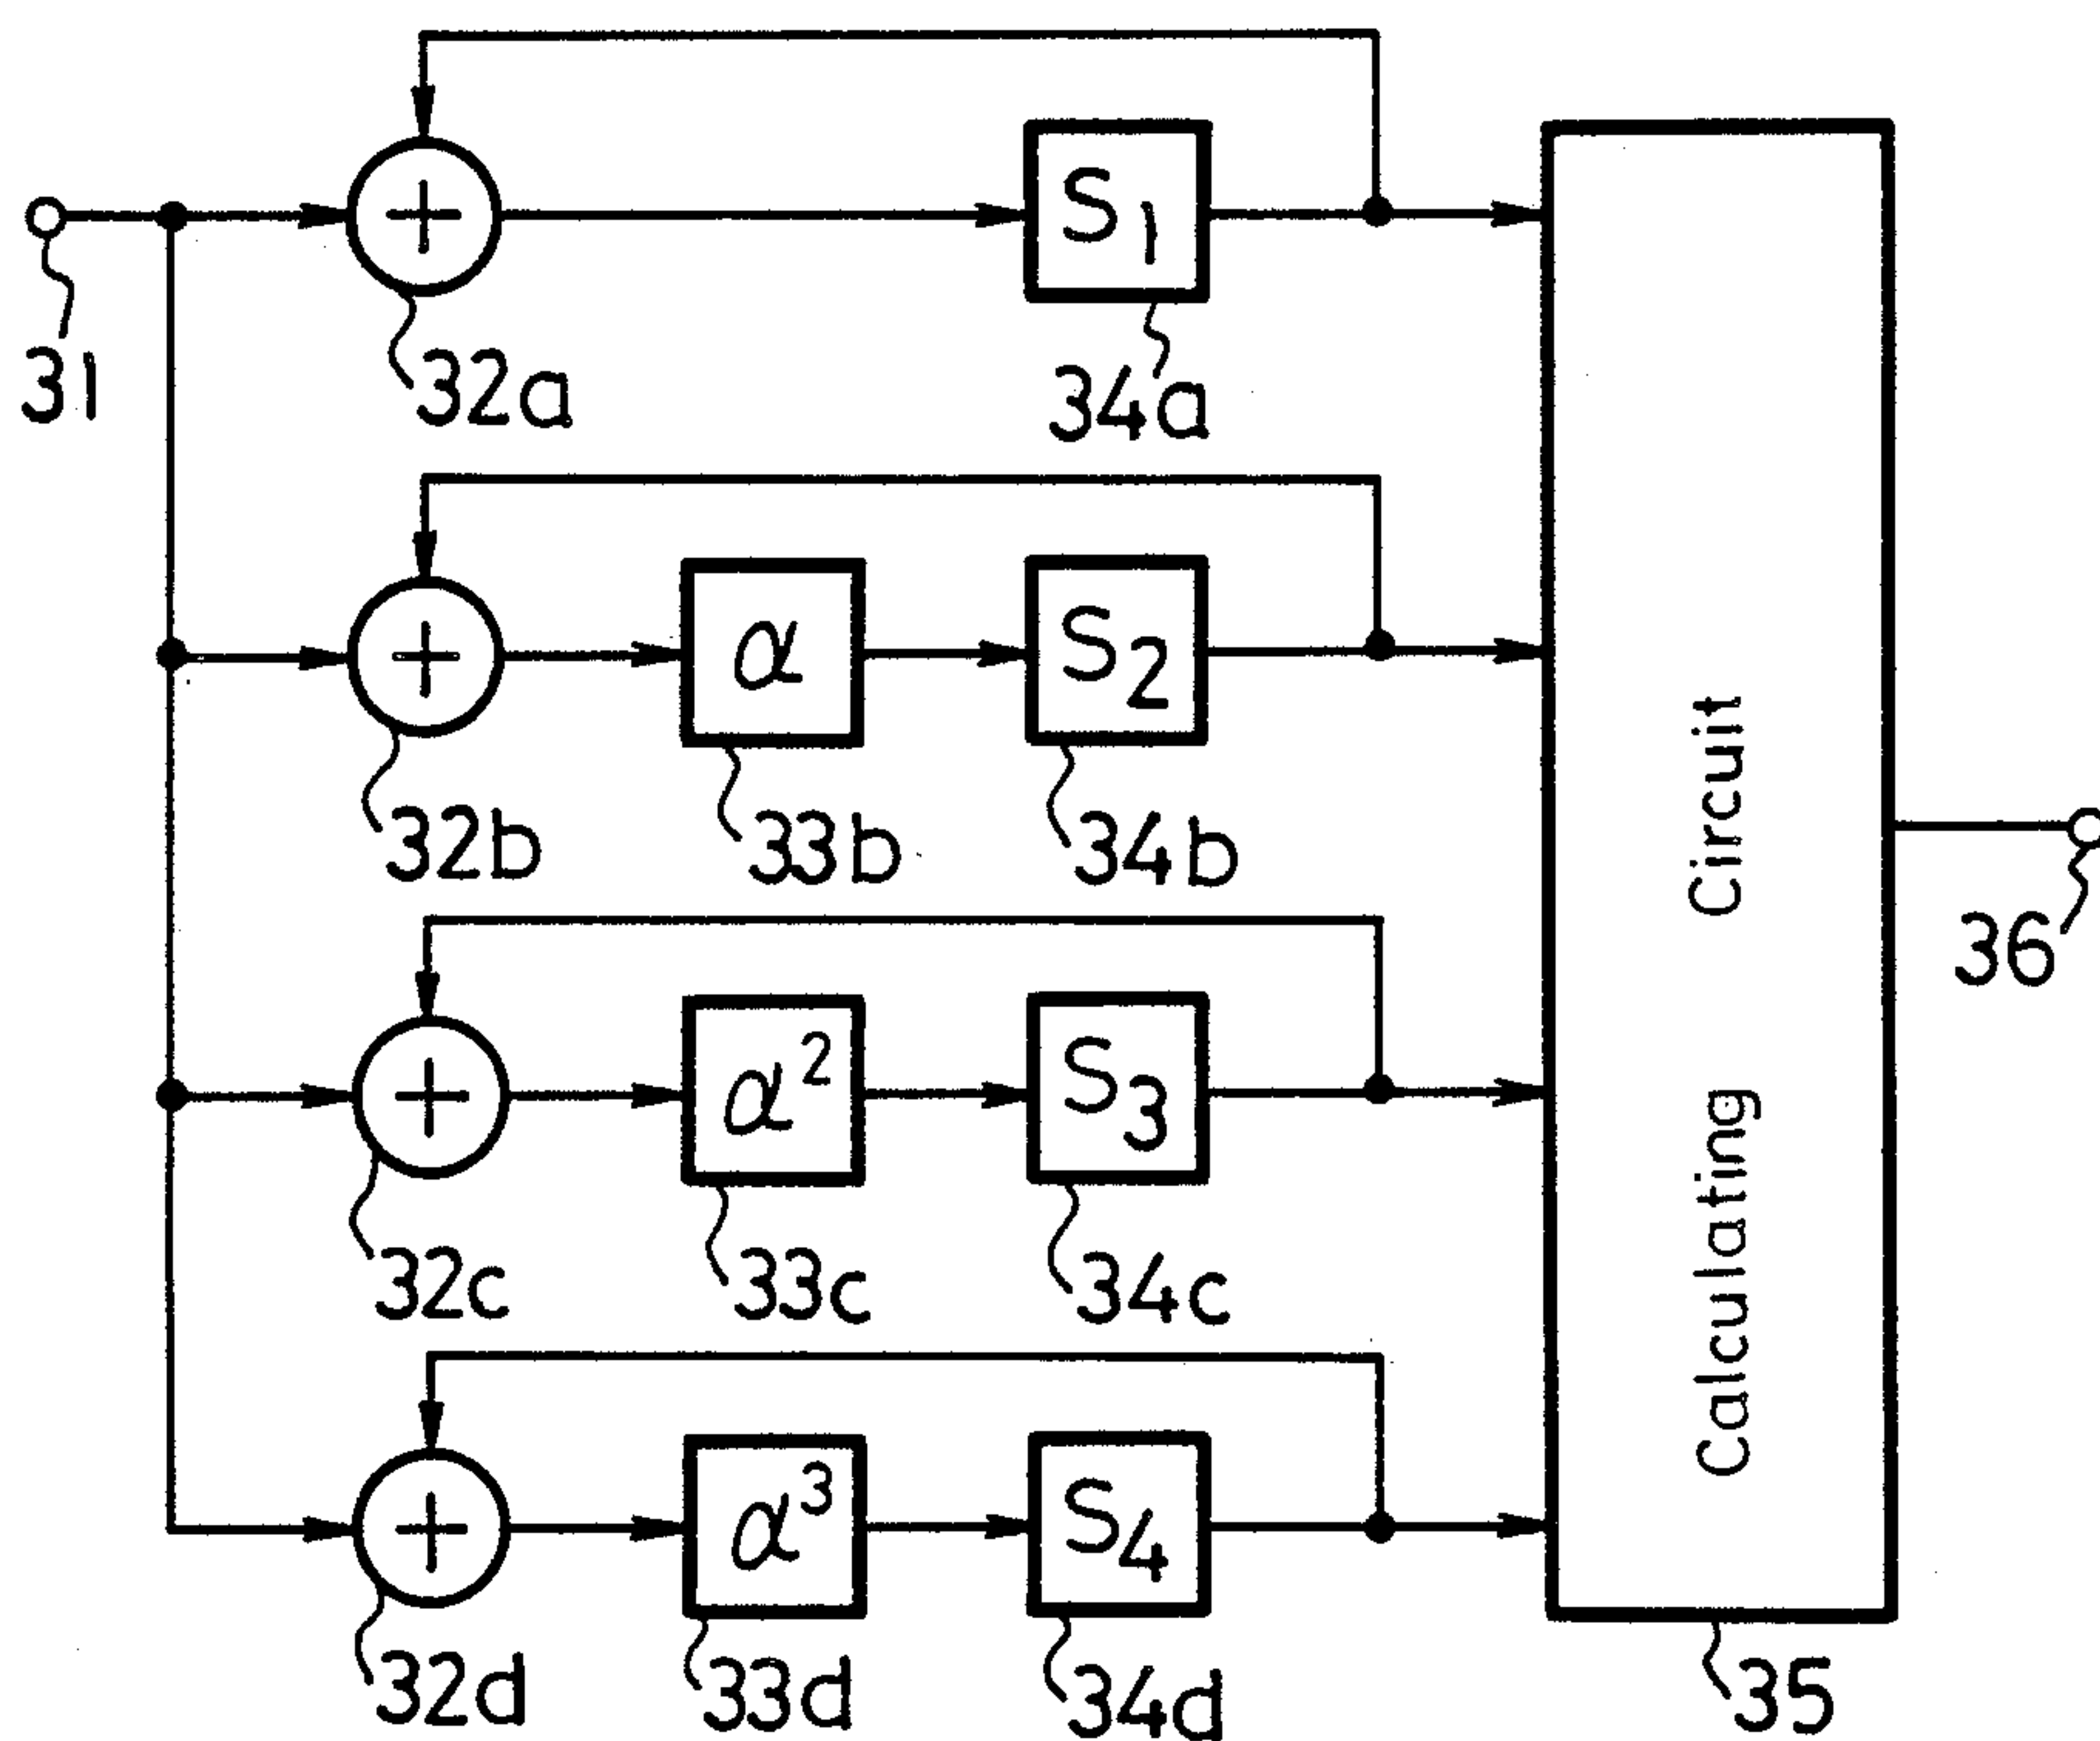 S1
31
32a
34a
α
S2
32b
33b
34b
α²
S3
32c
33c
34c
α³
S4
32d
33d
34d
Calculating Circuit
35
36